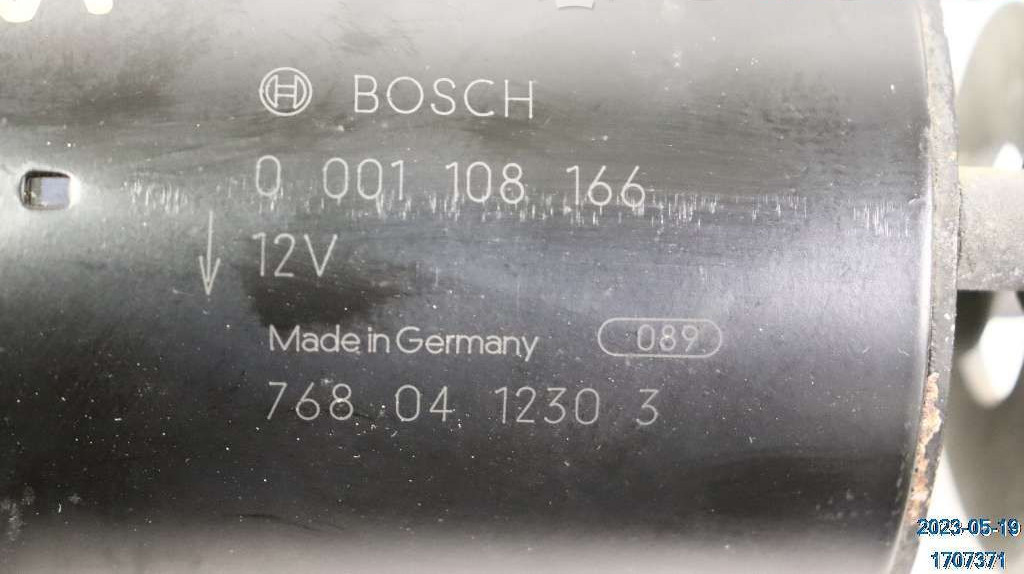 BOSCH
0 001 108 166
12V
Made in Germany 089
768 04 1230 3
2023-05-19
1707371